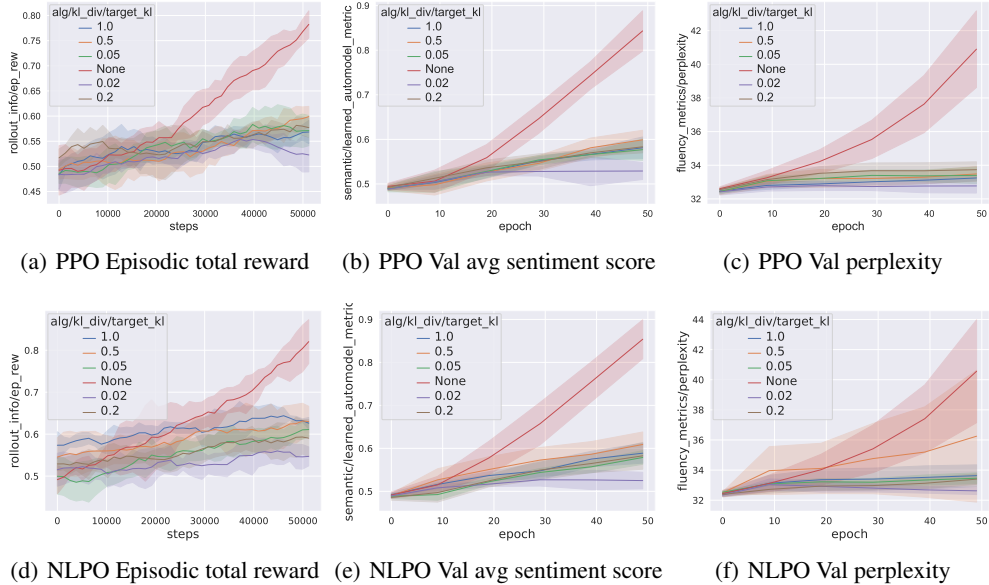 alg/kl_div/target_kl
1.0
0.5
0.05
None
0.02
0.2
rollout_info/ep_rew
0.80
0.75
0.70
0.65
0.60
0.55
0.50
0.45
0 10000 20000 30000 40000 50000
steps
(a) PPO Episodic total reward
alg/kl_div/target_kl
1.0
0.5
0.05
None
0.02
0.2
semantic/learned_automodel_metric
0.9
0.8
0.7
0.6
0.5
0 10 20 30 40 50
epoch
(b) PPO Val avg sentiment score
alg/kl_div/target_kl
1.0
0.5
0.05
None
0.02
0.2
fluency_metrics/perplexity
42
40
38
36
34
32
0 10 20 30 40 50
epoch
(c) PPO Val perplexity
alg/kl_div/target_kl
1.0
0.5
0.05
None
0.02
0.2
rollout_info/ep_rew
0.8
0.7
0.6
0.5
0 10000 20000 30000 40000 50000
steps
(d) NLPO Episodic total reward
alg/kl_div/target_kl
1.0
0.5
0.05
None
0.02
0.2
semantic/learned_automodel_metric
0.9
0.8
0.7
0.6
0.5
0 10 20 30 40 50
epoch
(e) NLPO Val avg sentiment score
alg/kl_div/target_kl
1.0
0.5
0.05
None
0.02
0.2
fluency_metrics/perplexity
44
42
40
38
36
34
32
0 10 20 30 40 50
epoch
(f) NLPO Val perplexity